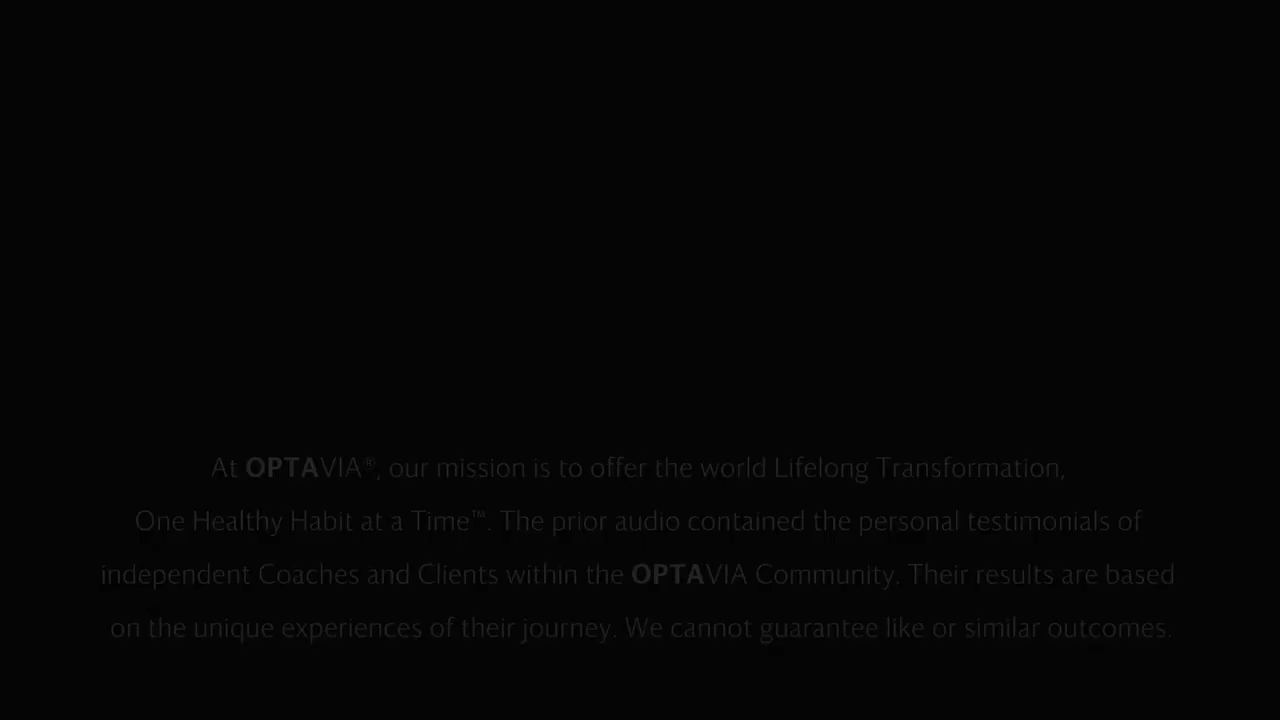 At OPTAVIA®, our mission is to offer the world Lifelong Transformation,
One Healthy Habit at a Time™. The prior audio contained the personal testimonials of
independent Coaches and Clients within the OPTAVIA Community. Their results are based
on the unique experiences of their journey. We cannot guarantee like or similar outcomes.